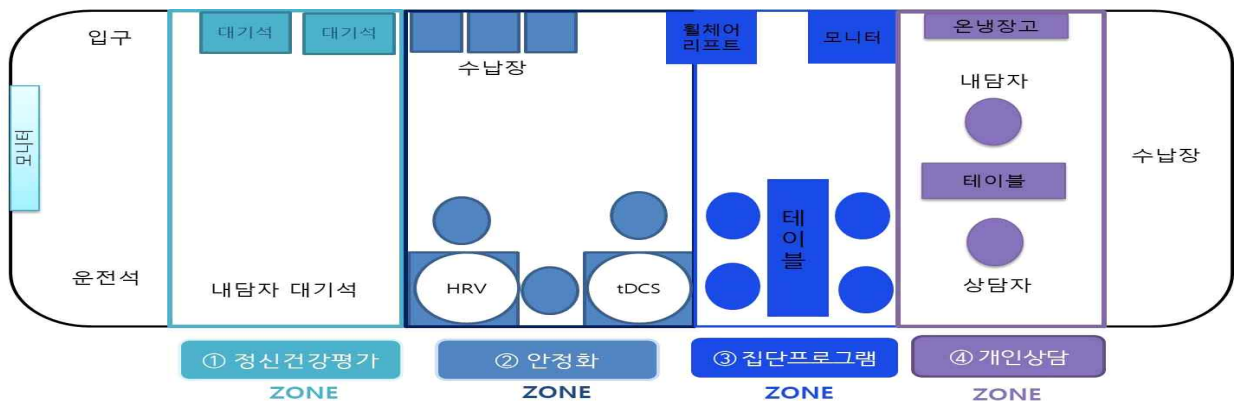 입구
대기석
대기석
수납장
휠체어
리프트
모니터
온냉장고
모니터
내담자
수납장
테이블
테이블
운전석
내담자 대기석
HRV
tDCS
상담자
① 정신건강평가
ZONE
② 안정화
ZONE
③ 집단프로그램
ZONE
④ 개인상담
ZONE